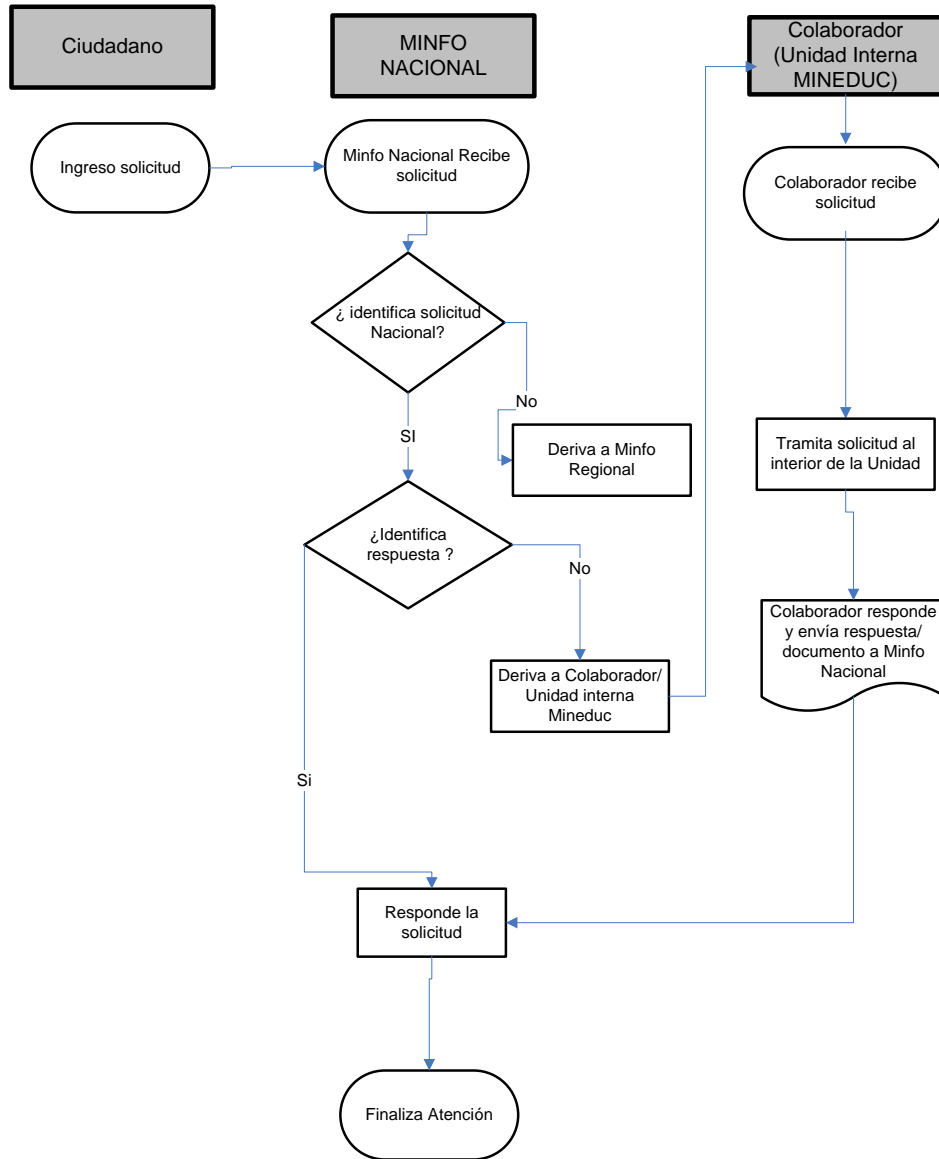 Ciudadano
MINFO
NACIONAL
Colaborador
(Unidad Interna
MINEDUC)
Ingreso solicitud
Minfo Nacional Recibe
solicitud
Colaborador recibe
solicitud
¿ identifica solicitud
Nacional?
No
SI
Deriva a Minfo
Regional
Tramita solicitud al
interior de la Unidad
¿Identifica
respuesta ?
No
Deriva a Colaborador/
Unidad interna
Mineduc
Colaborador responde
y envía respuesta/
documento a Minfo
Nacional
Si
Responde la
solicitud
Finaliza Atención